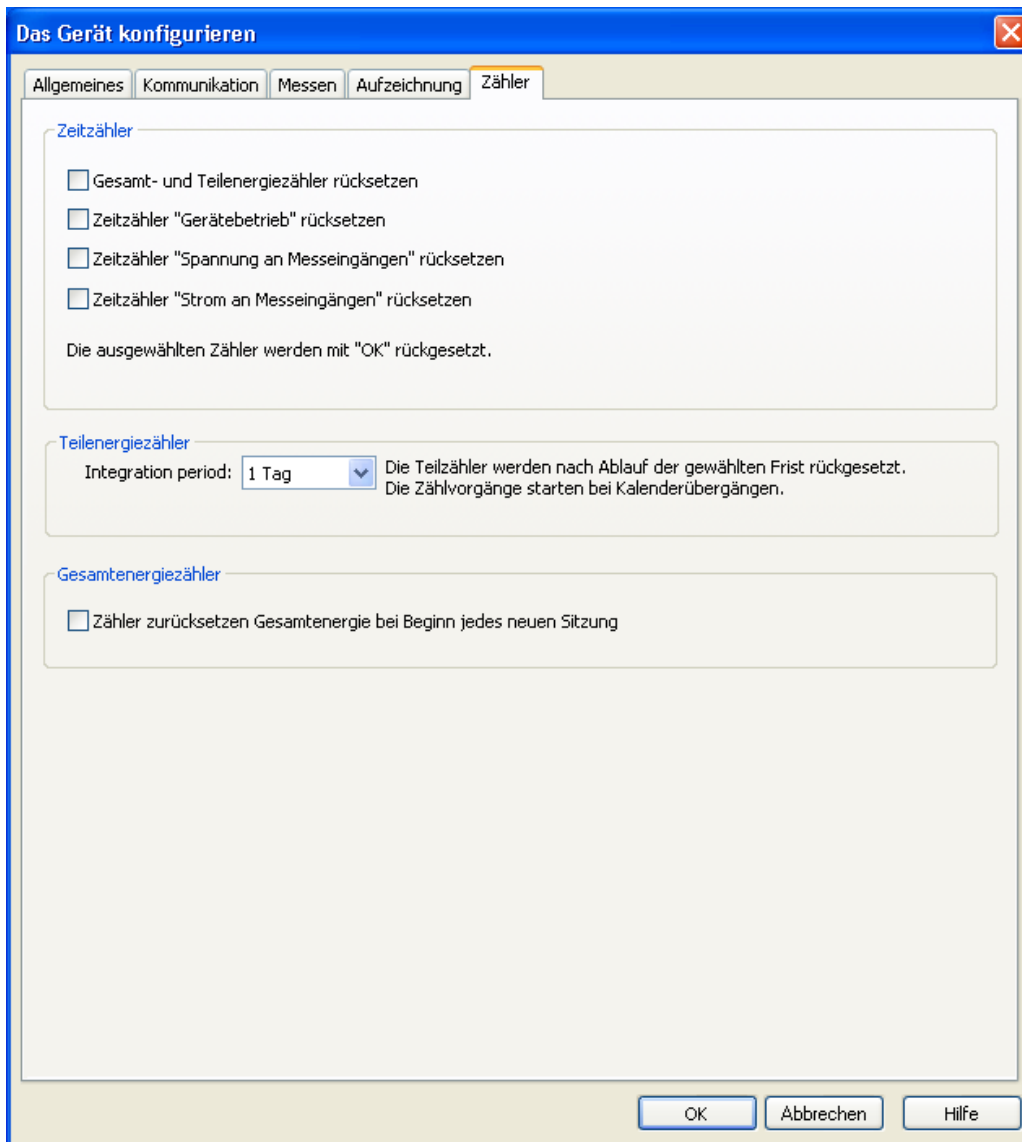 Das Gerät konfigurieren
Allgemeines Kommunikation Messen Aufzeichnung Zähler
Zeitzähler
Gesamt- und Teilenergiezähler rücksetzen
Zeitzähler "Gerätebetrieb" rücksetzen
Zeitzähler "Spannung an Messeingängen" rücksetzen
Zeitzähler "Strom an Messeingängen" rücksetzen
Die ausgewählten Zähler werden mit "OK" rückgesetzt.
Teilenergiezähler
Integration period: 1 Tag Die Teilzähler werden nach Ablauf der gewählten Frist rückgesetzt.
Die Zählvorgänge starten bei Kalenderübergängen.
Gesamtenergiezähler
Zähler zurücksetzen Gesamtenergie bei Beginn jedes neuen Sitzung
OK Abbrechen Hilfe